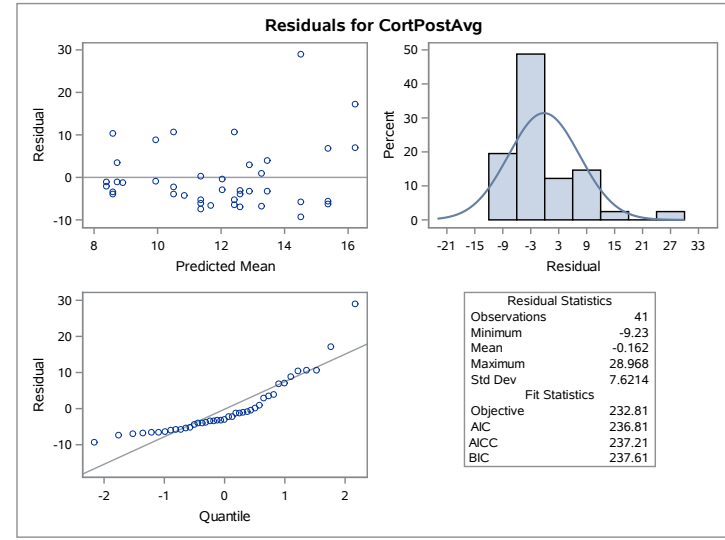 Residuals for CortPostAvg
30
20
10
0
-10
Residual
8 10 12 14 16
Predicted Mean
50
40
30
20
10
0
Percent
-21 -15 -9 -3 3 9 15 21 27 33
Residual
30
20
10
0
-10
Residual
-2 -1 0 1 2
Quantile
Residual Statistics
Observations 41
Minimum -9.23
Mean -0.162
Maximum 28.968
Std Dev 7.6214
Fit Statistics
Objective 232.81
AIC 236.81
AICC 237.21
BIC 237.61